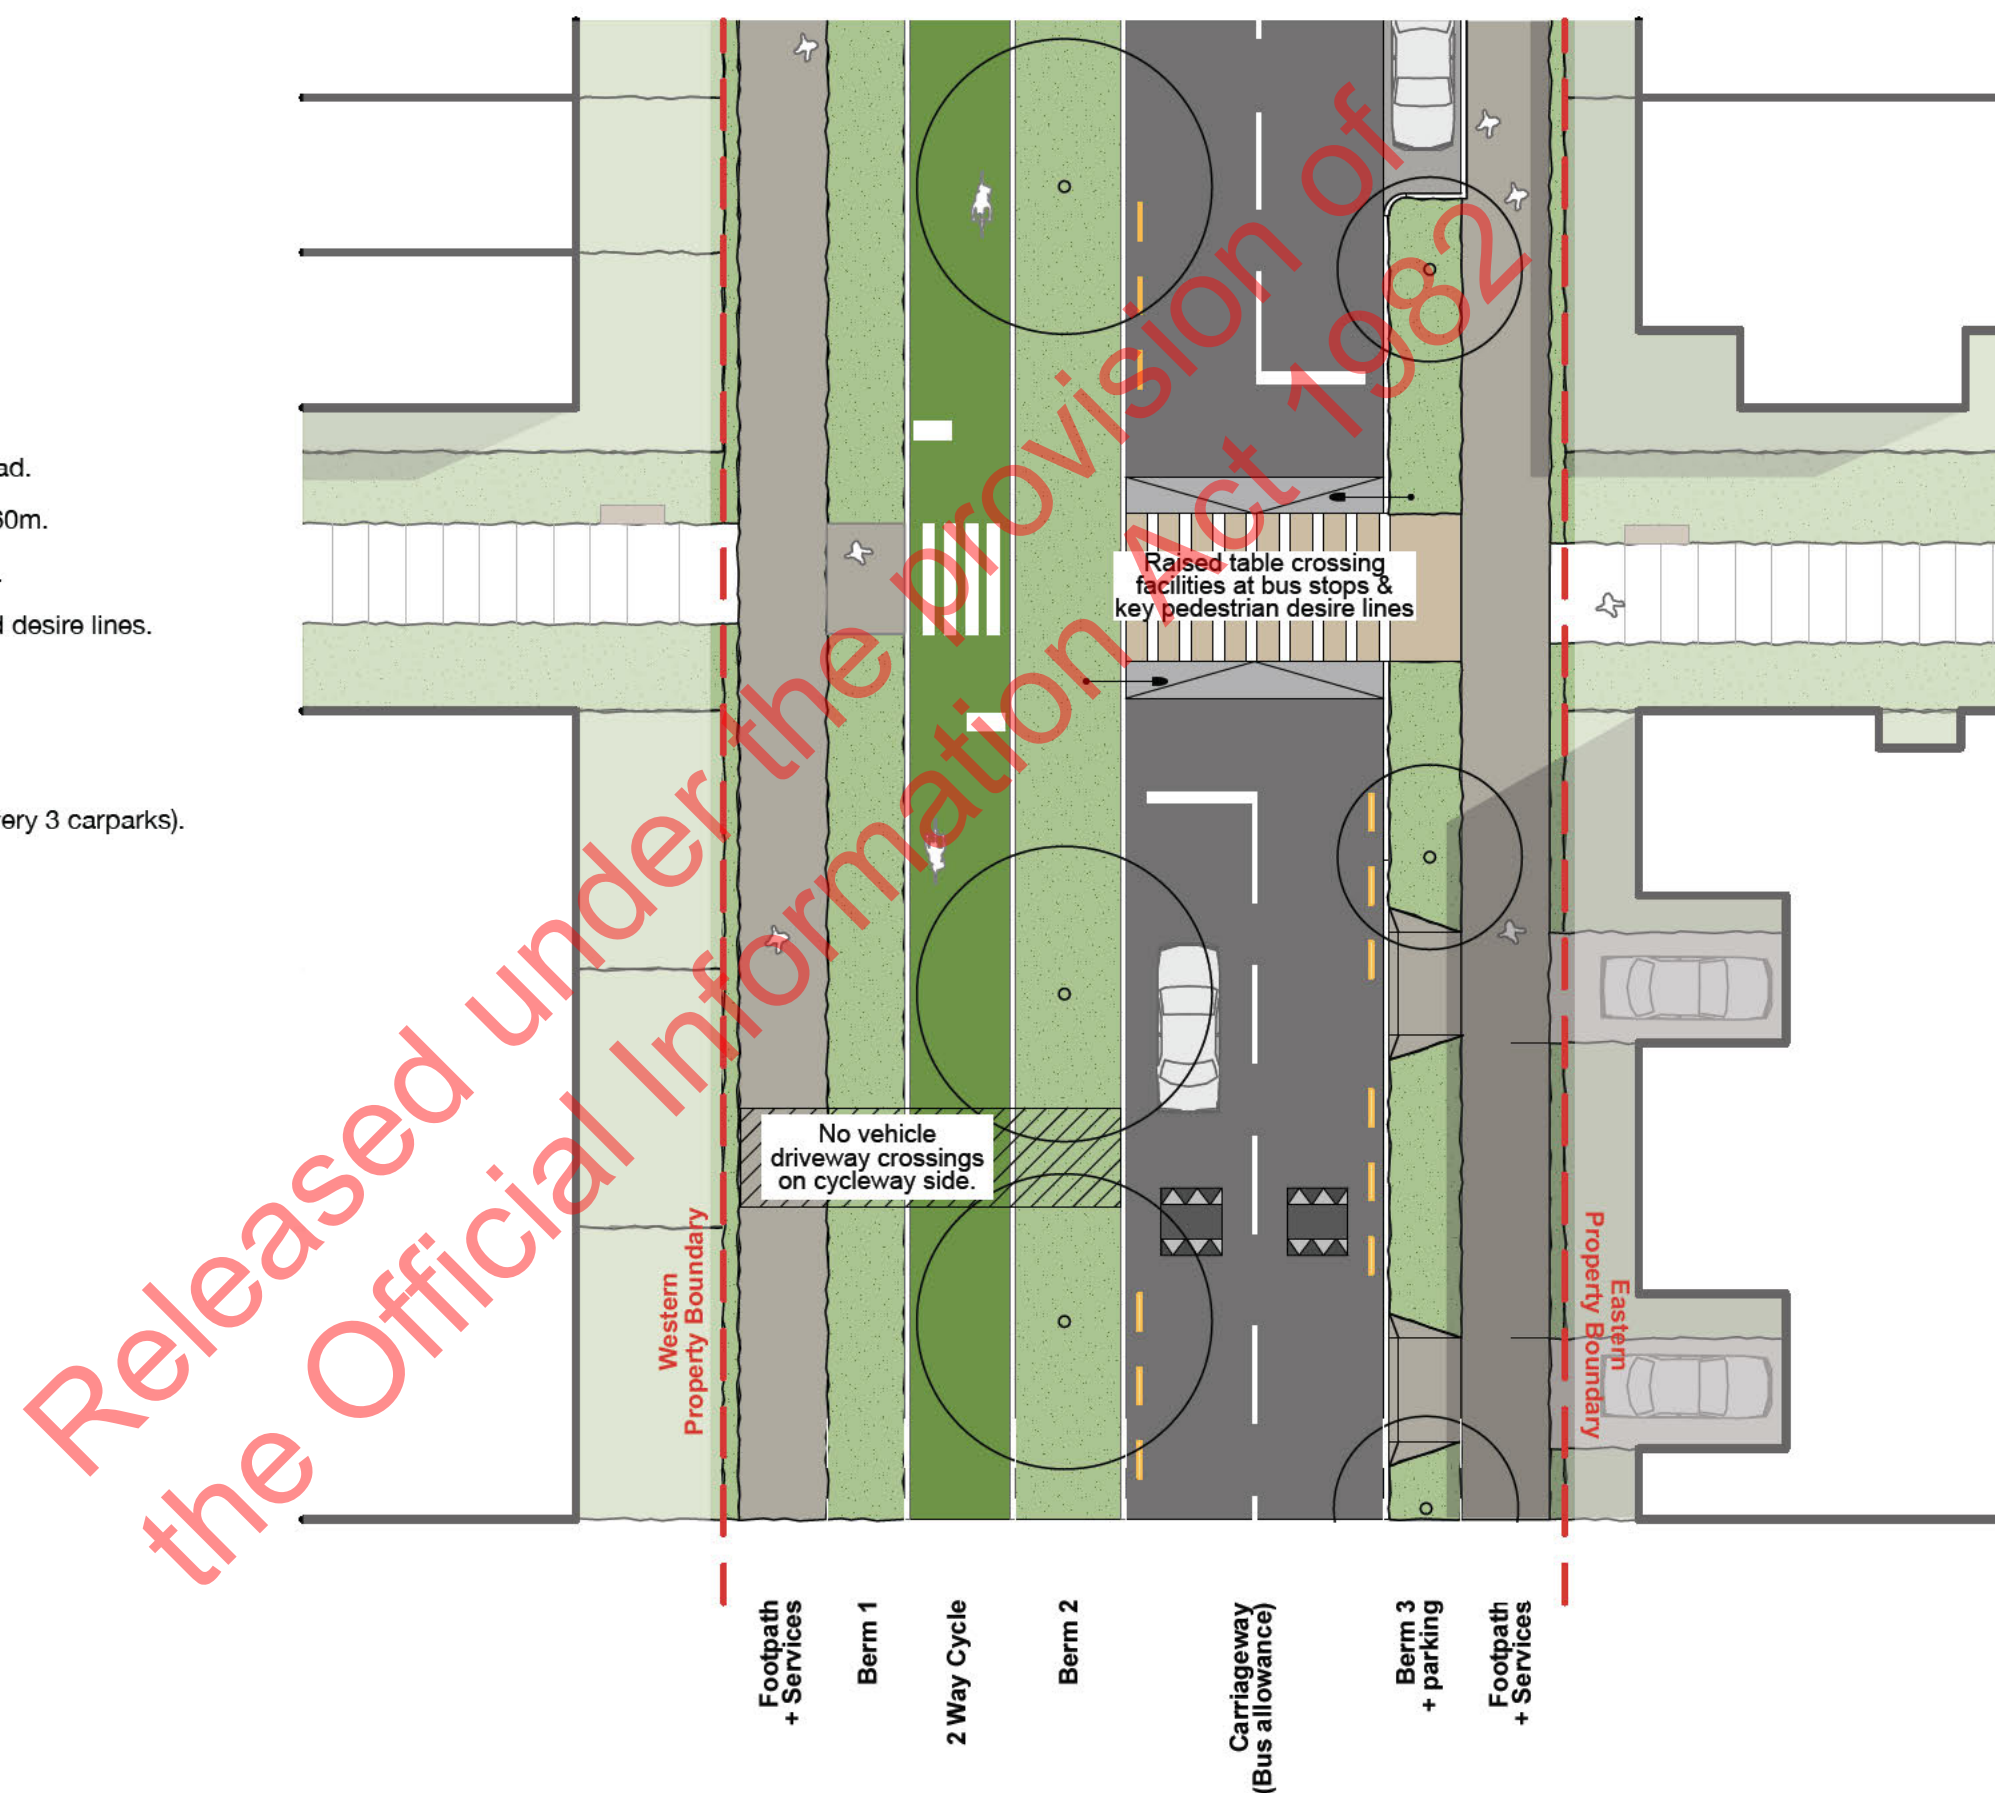 ad.
60m.
.
d desire lines.
ery 3 carparks).
Raised table crossing
facilities at bus stops &
key pedestrian desire lines
No vehicle
driveway crossings
on cycleway side.
Western
Property Boundary
Eastern
Property Boundary
Footpath
+ Services
Berm 1
2 Way Cycle
Berm 2
Carriageway
(Bus allowance)
Berm 3
+ parking
Footpath
+ Services
Released under the provision of
the Official Information Act 1982